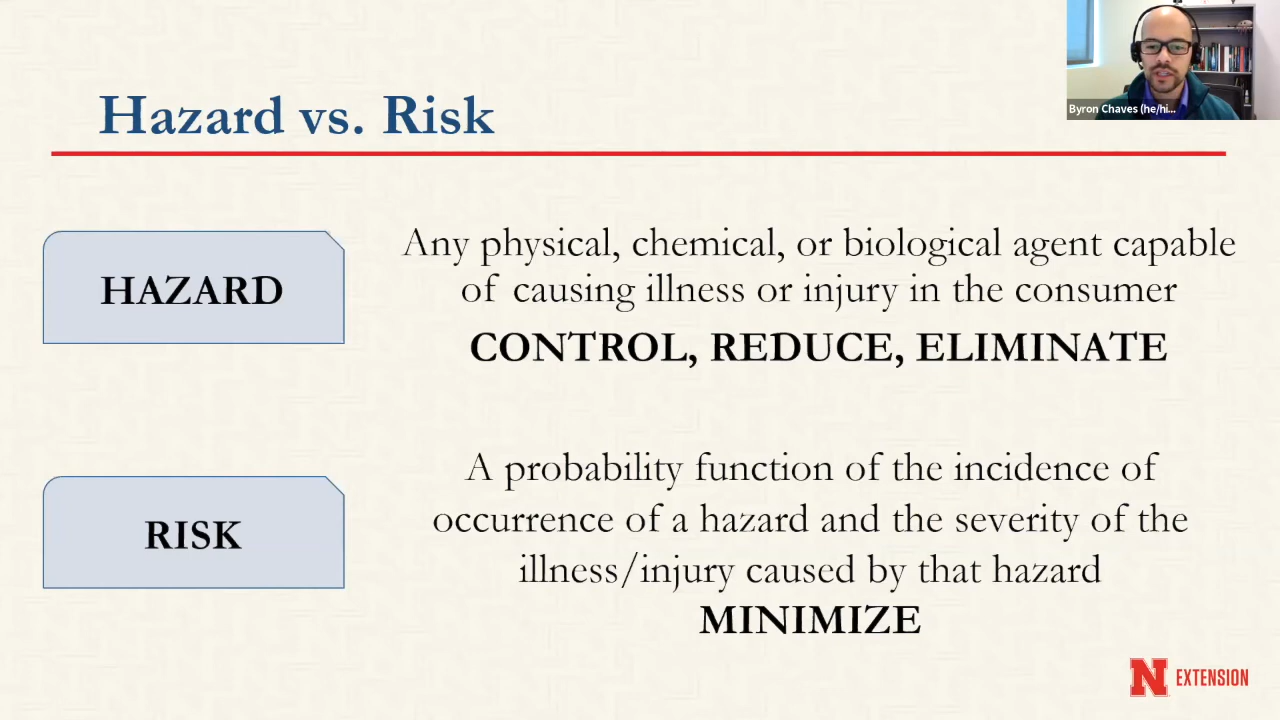 Byron Chaves (he/hi...
Hazard vs. Risk
HAZARD
Any physical, chemical, or biological agent capable
of causing illness or injury in the consumer
CONTROL, REDUCE, ELIMINATE
RISK
A probability function of the incidence of
occurrence of a hazard and the severity of the
illness/injury caused by that hazard
MINIMIZE
N EXTENSION